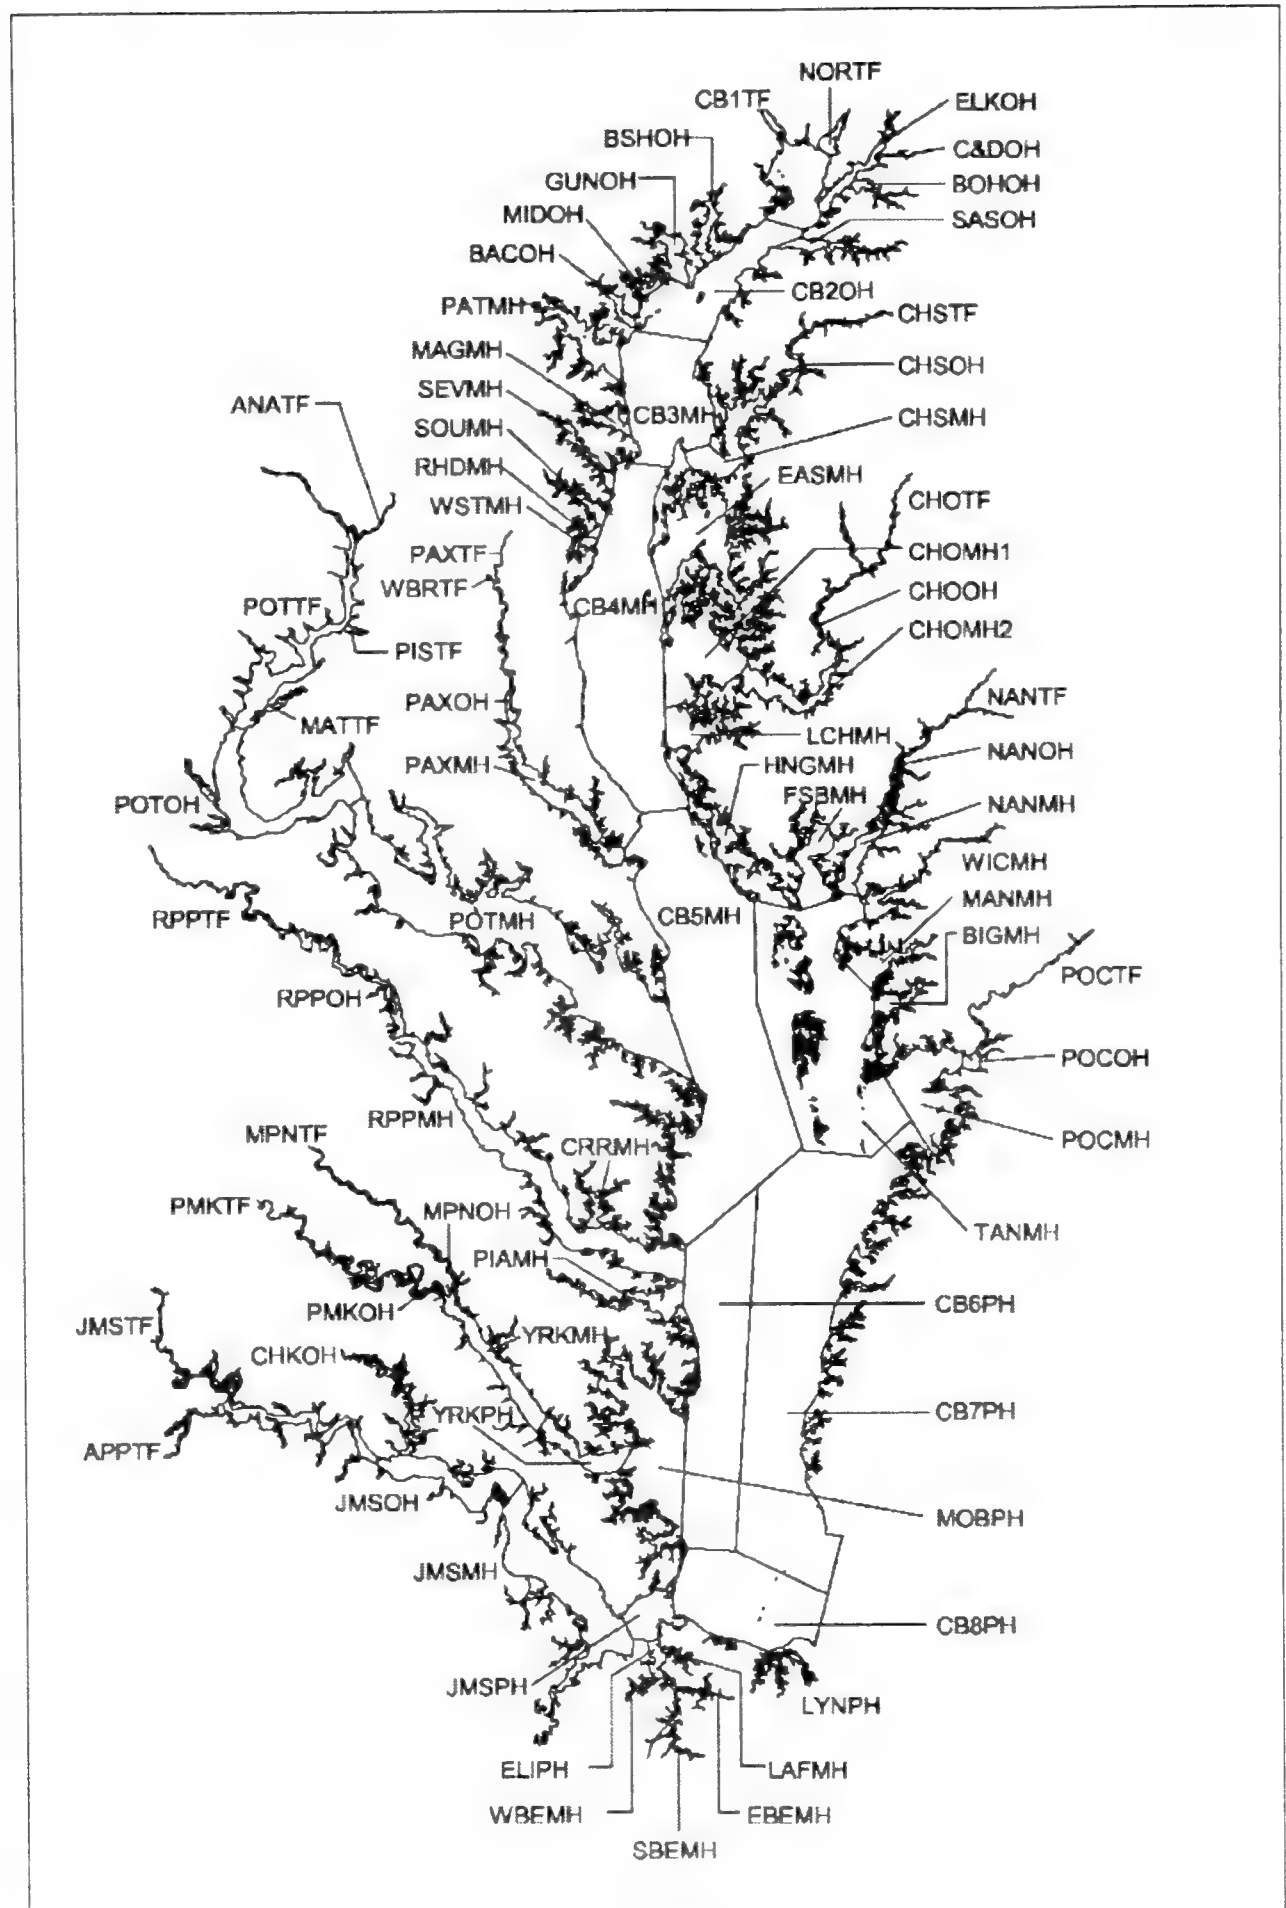 NORTF
CB1TF
ELKOH
BSHOH
C&DOH
GUNOH
BOHOH
MIDOH
SASOH
BACOH
CB2OH
PATMH
CHSTF
MAGMH
CHSOH
SEVMH
ANATF
CB3MH
CHSMH
SOUMH
RHDMH
EASMH
WSTMH
CHOTF
PAXTF
CHOMH1
WBRTF
CHOOH
POTTF
CB4MH
CHOMH2
PISTF
NANTF
PAXOH
MATTF
LCHMH
NANOH
PAXMH
HNGMH
FSBMH
POTOH
NANMH
WICMH
MANMH
RPPTF
POTMH
CB5MH
BIGMH
POCTF
RPPOH
POCOH
RPPMH
MPNTF
CRRMH
POCMH
PMKTF
MPNOH
TANMH
PIAMH
CB6PH
PMKOH
JMSTF
YRKMH
CHKOH
YRKPH
CB7PH
APPTF
JMSOH
MOBPH
JMSMH
CB8PH
JMSPH
LYNPH
ELIPH
LAFMH
WBEMH
EBEMH
SBEMH